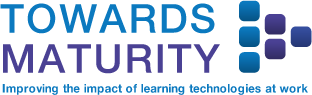 TOWARDS
MATURITY
Improving the impact of learning technologies at work